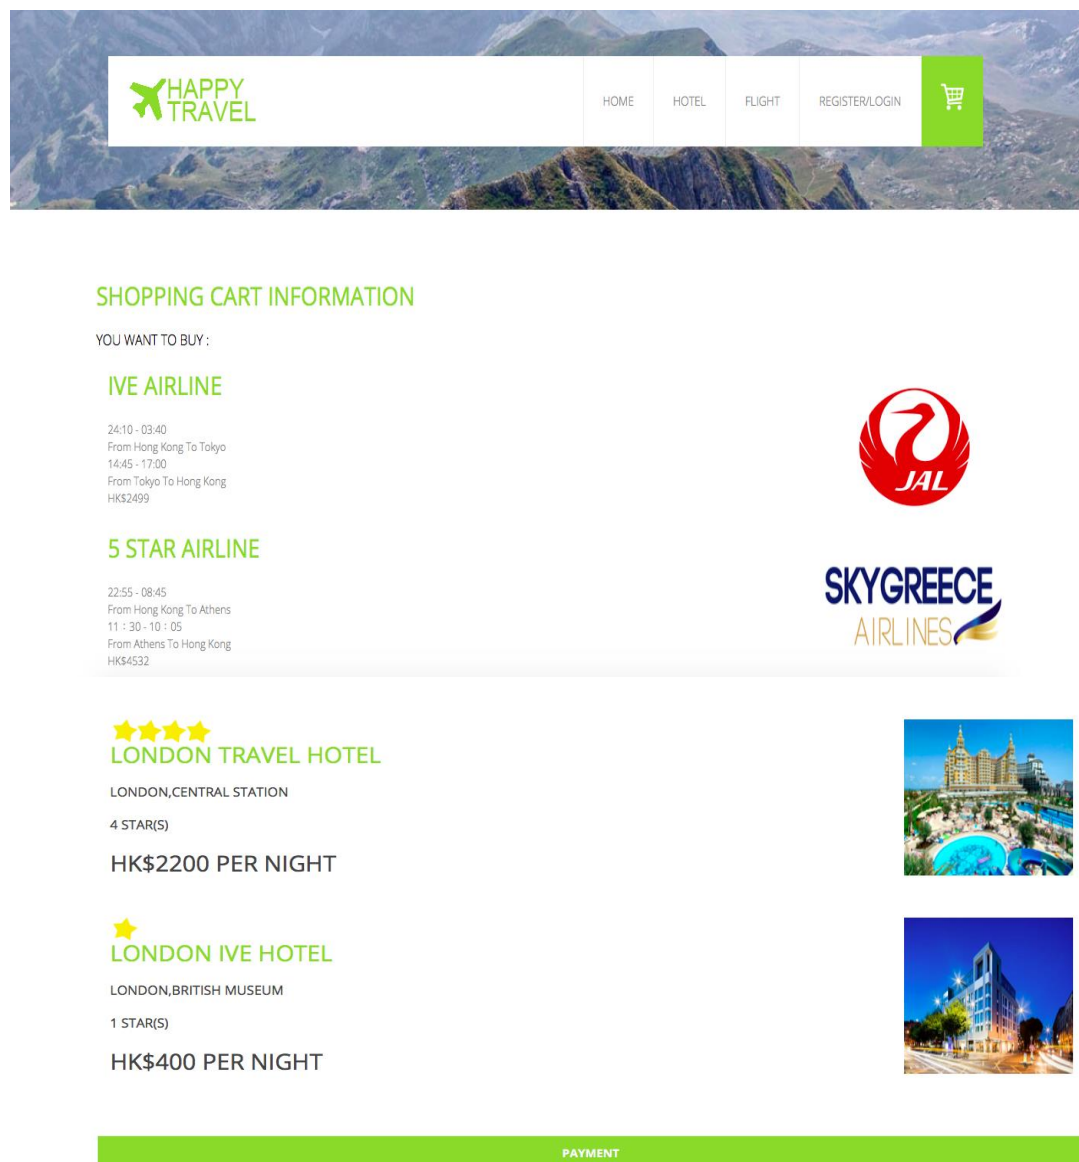 HAPPY
TRAVEL
HOME
HOTEL
FLIGHT
REGISTER/LOGIN
SHOPPING CART INFORMATION
YOU WANT TO BUY :
IVE AIRLINE
24:10 - 03:40
From Hong Kong To Tokyo
14:45 - 17:00
From Tokyo To Hong Kong
HK$2499
JAL
5 STAR AIRLINE
22:55 - 08:45
From Hong Kong To Athens
11：30 - 10：05
From Athens To Hong Kong
HK$4532
SKYGREECE
AIRLINES
LONDON TRAVEL HOTEL
LONDON,CENTRAL STATION
4 STAR(S)
HK$2200 PER NIGHT
LONDON IVE HOTEL
LONDON,BRITISH MUSEUM
1 STAR(S)
HK$400 PER NIGHT
PAYMENT